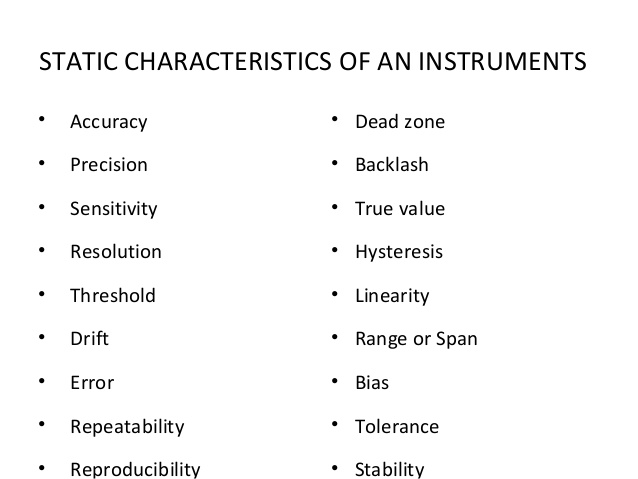 STATIC CHARACTERISTICS OF AN INSTRUMENTS
• Accuracy
• Precision
• Sensitivity
• Resolution
• Threshold
• Drift
• Error
• Repeatability
• Reproducibility
• Dead zone
• Backlash
• True value
• Hysteresis
• Linearity
• Range or Span
• Bias
• Tolerance
• Stability